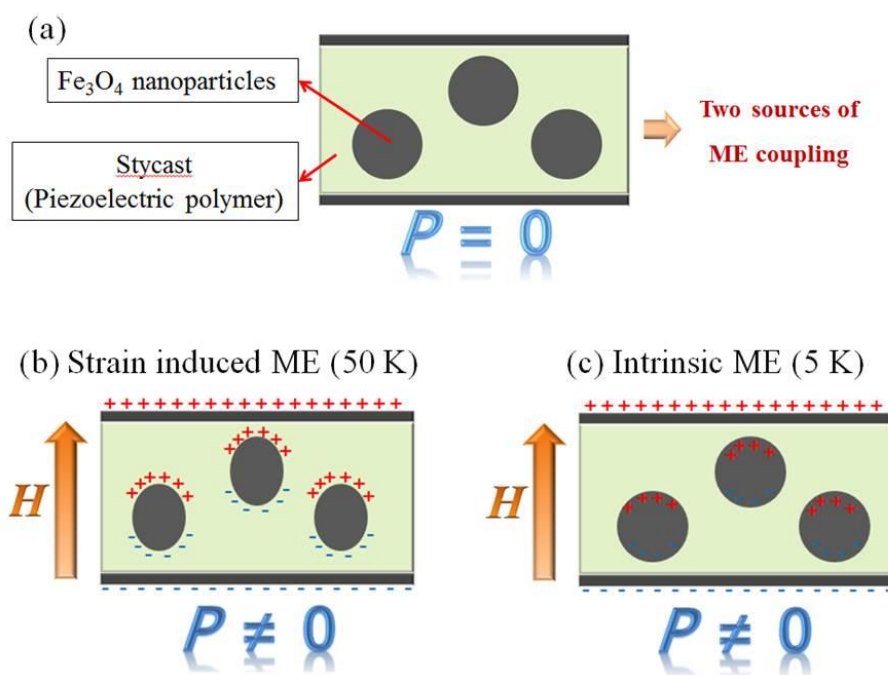 (a)
Fe₃O₄ nanoparticles
Stycast
(Piezoelectric polymer)
Two sources of
ME coupling
P = 0
(b) Strain induced ME (50 K)
(c) Intrinsic ME (5 K)
+ + + + + + + + + + + + + + + + + +
+ + + + + + + + + + + + + + + + + +
H
H
- - - - - - - - - - - - - - - - - -
- - - - - - - - - - - - - - - - - -
P ≠ 0
P ≠ 0